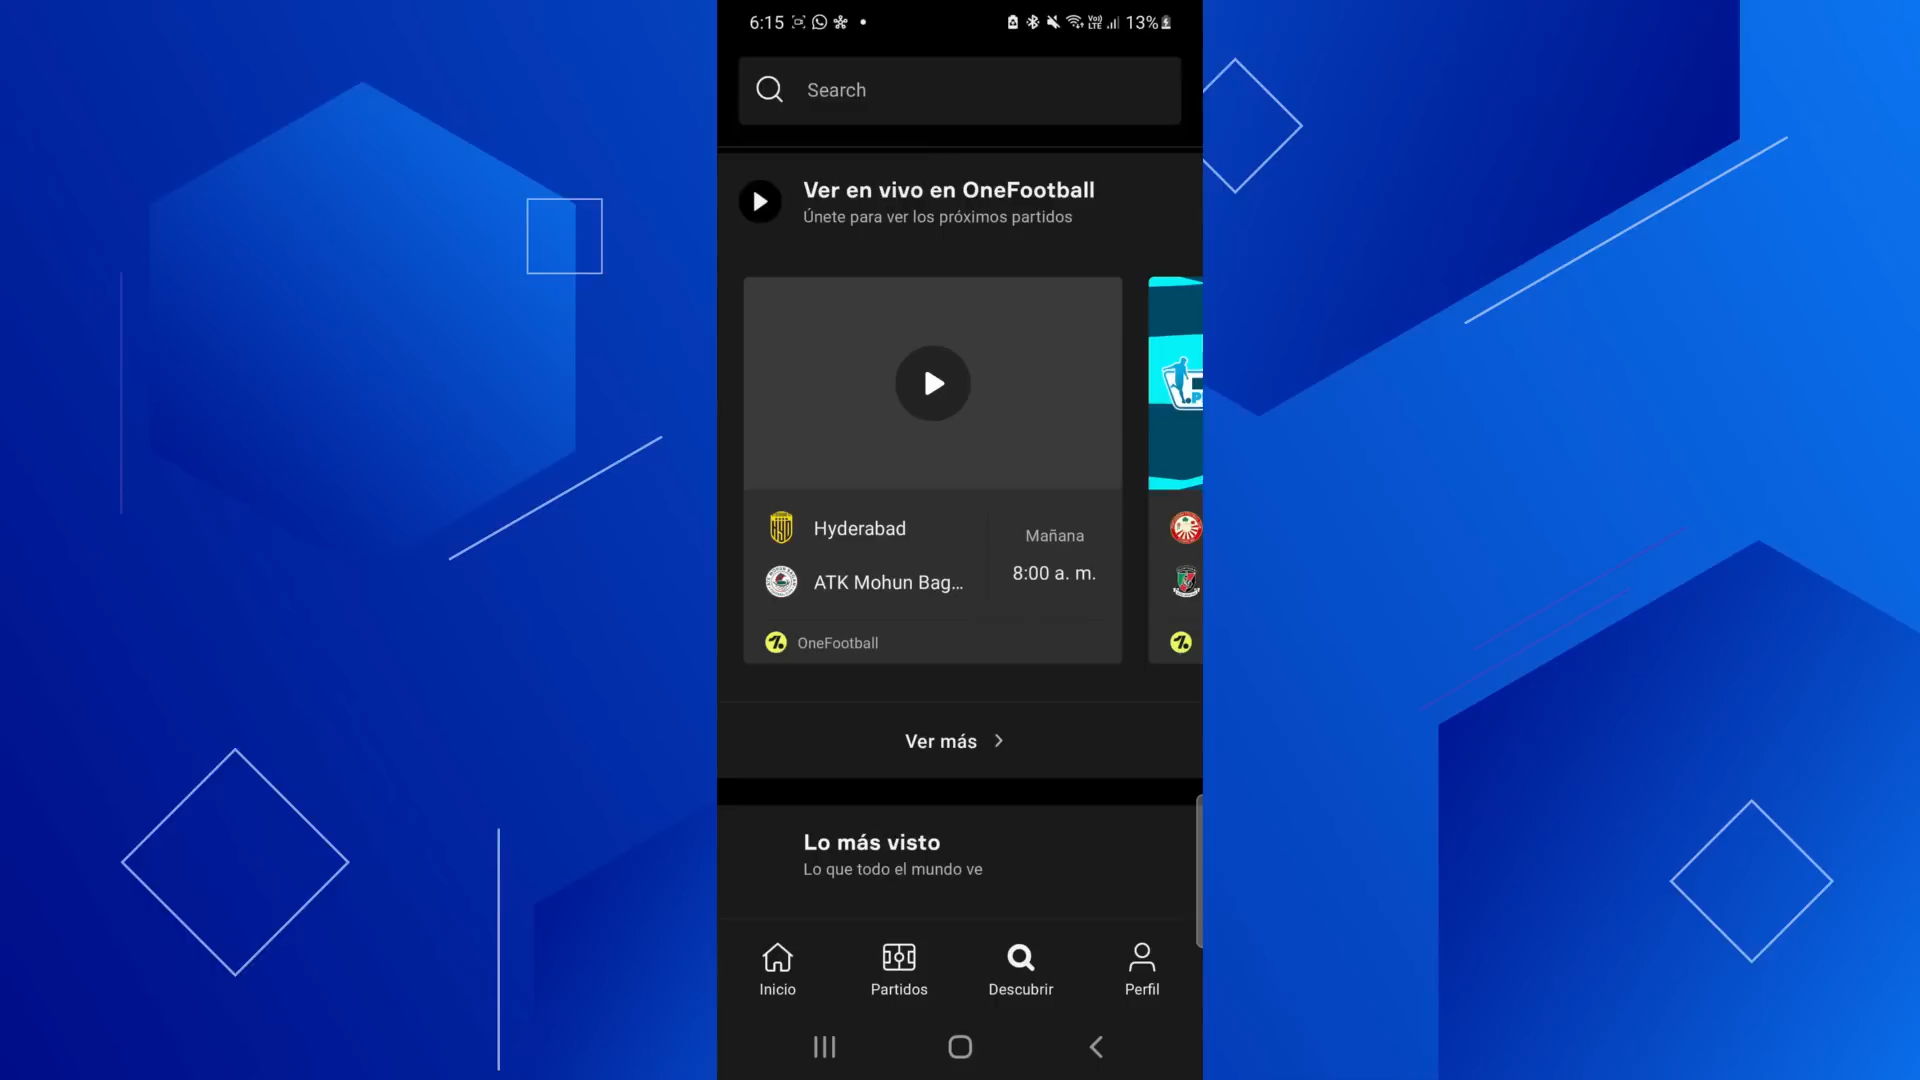 6:15
13%
Search
Ver en vivo en OneFootball
Únete para ver los próximos partidos
Hyderabad
Mañana
8:00 a. m.
ATK Mohun Bag...
OneFootball
Ver más
Lo más visto
Lo que todo el mundo ve
Inicio
Partidos
Descubrir
Perfil